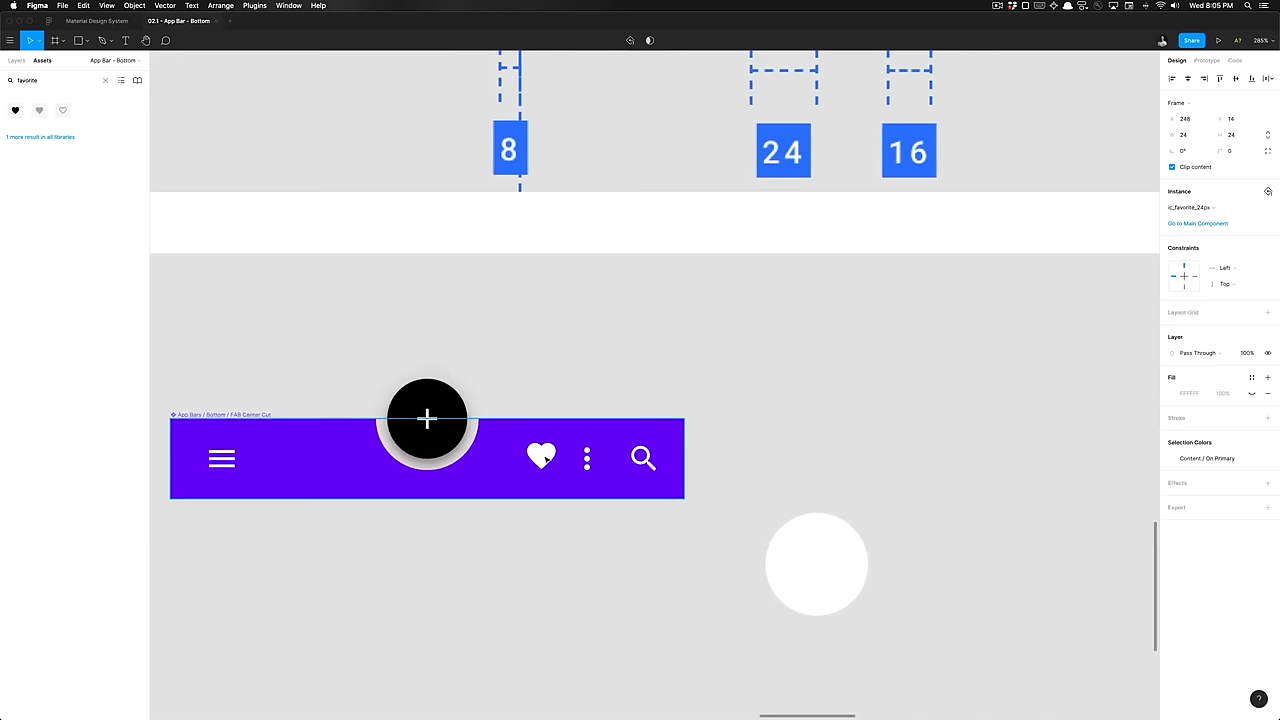 Figma File Edit View Object Vector Text Arrange Plugins Window Help
Wed 8:05 PM
Material Design System
02.1 - App Bar - Bottom
Share
A?
285%
Layers Assets App Bar - Bottom
favorite
1 more result in all libraries
8
24
16
App Bars / Bottom / FAB Center Cut
Design Prototype Code
Frame
X 248 Y 14
W 24 H 24
0° 0
Clip content
Instance
ic_favorite_24px
Go to Main Component
Constraints
Left
Top
Layout Grid
Layer
Pass Through 100%
Fill
FFFFFF 100%
Stroke
Selection Colors
Content / On Primary
Effects
Export
?